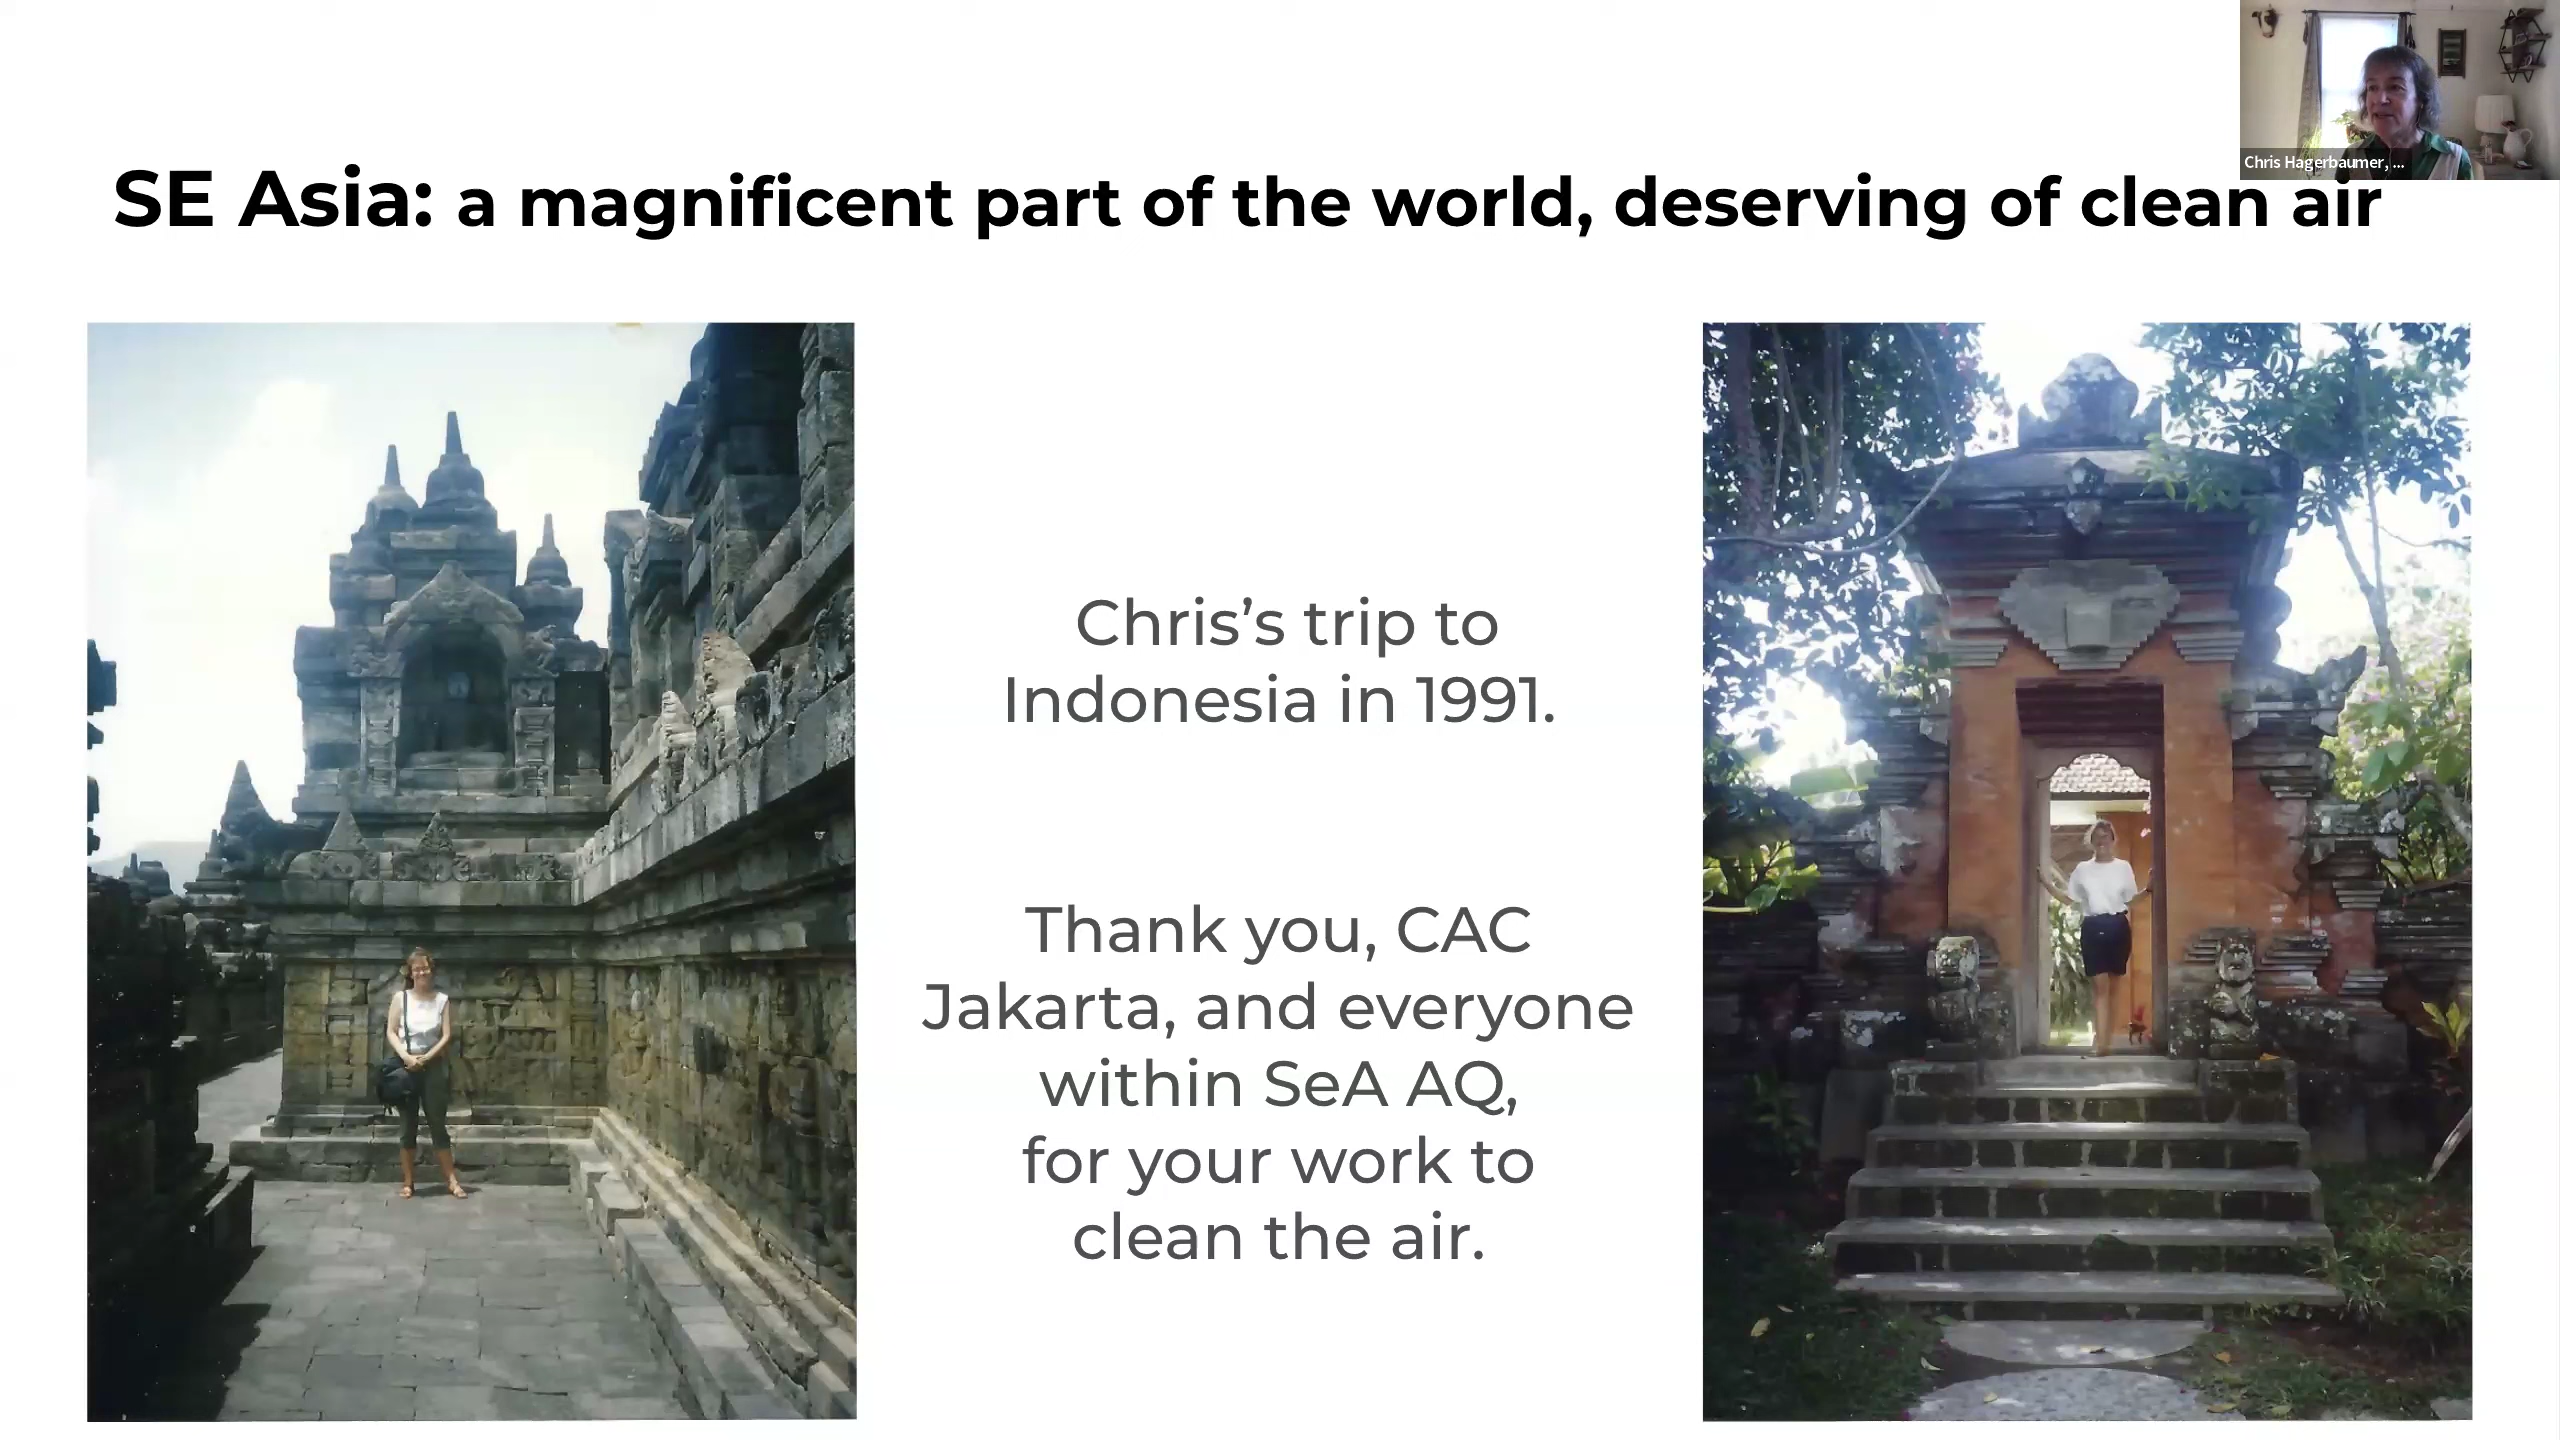 Chris Hagerbaumer, ...
SE Asia: a magnificent part of the world, deserving of clean air
Chris’s trip to
Indonesia in 1991.
Thank you, CAC
Jakarta, and everyone
within SeA AQ,
for your work to
clean the air.